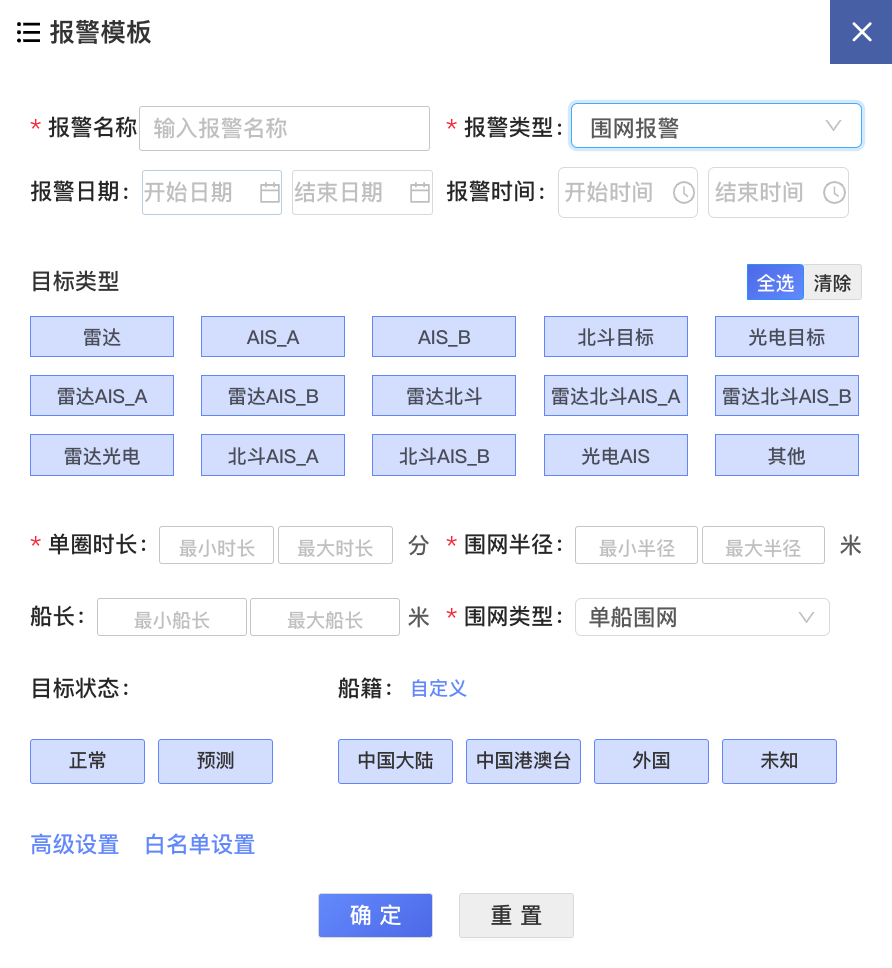 报警模板
* 报警名称 输入报警名称 * 报警类型: 围网报警
报警日期: 开始日期 结束日期 报警时间: 开始时间 结束时间
目标类型 全选 清除
雷达 AIS_A AIS_B 北斗目标 光电目标
雷达AIS_A 雷达AIS_B 雷达北斗 雷达北斗AIS_A 雷达北斗AIS_B
雷达光电 北斗AIS_A 北斗AIS_B 光电AIS 其他
* 单圈时长: 最小时长 最大时长 分 * 围网半径: 最小半径 最大半径 米
船长: 最小船长 最大船长 米 * 围网类型: 单船围网
目标状态: 船籍: 自定义
正常 预测 中国大陆 中国港澳台 外国 未知
高级设置 白名单设置
确 定 重 置